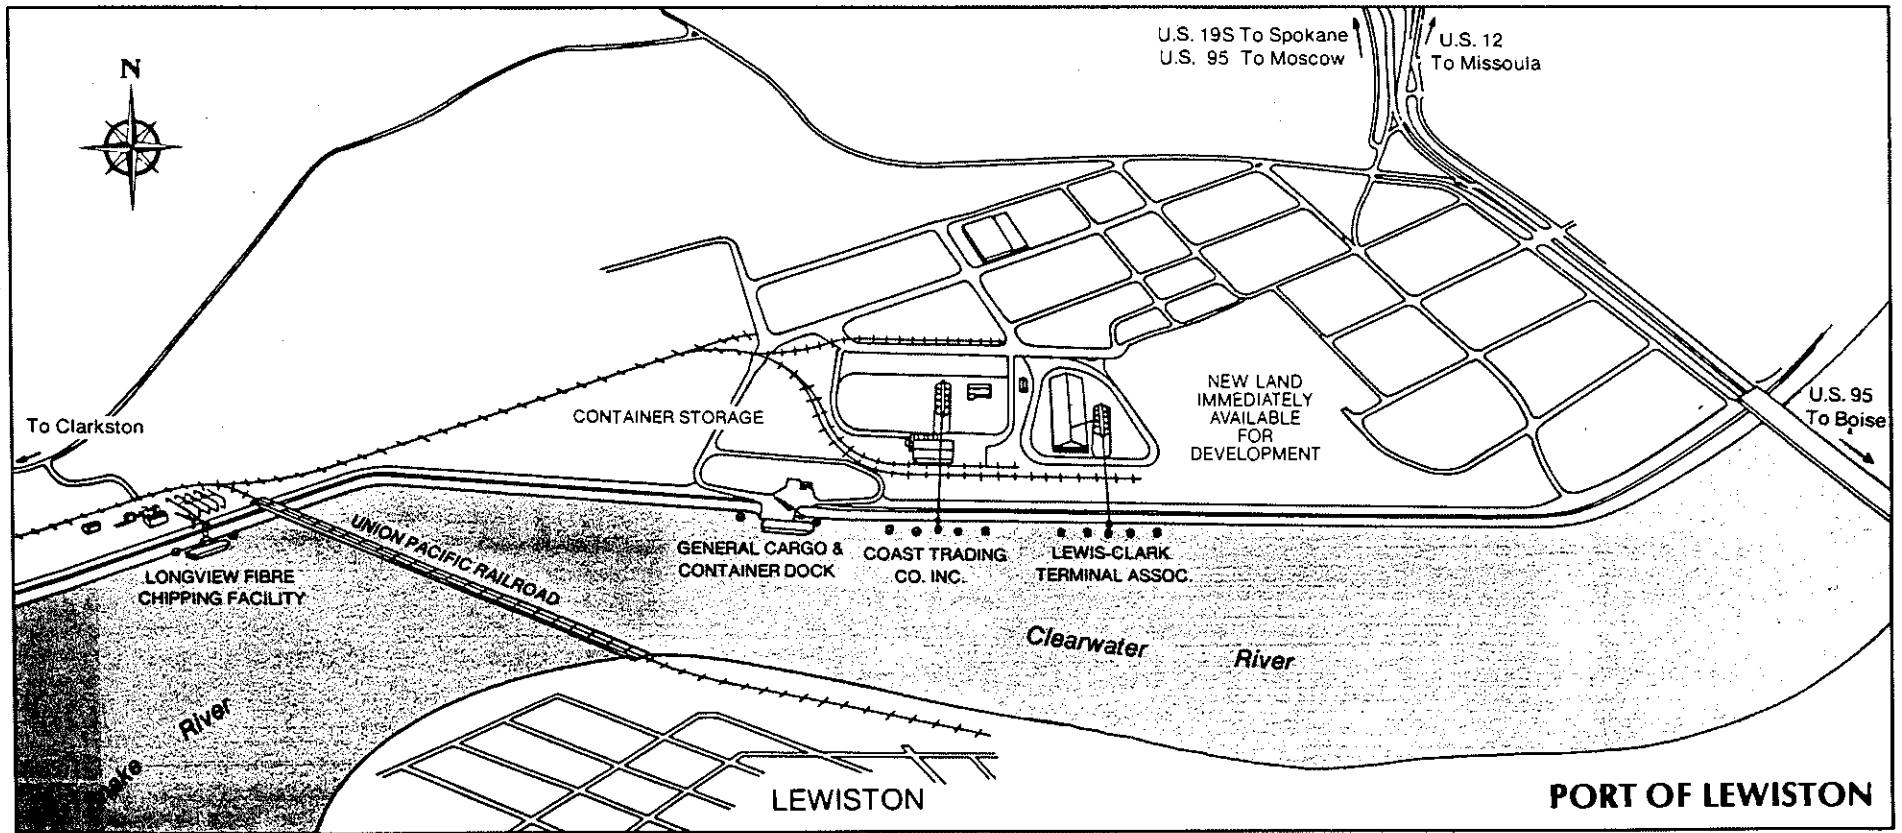 U.S. 19S To Spokane
U.S. 95 To Moscow
U.S. 12
To Missoula
N
NEW LAND
IMMEDIATELY
AVAILABLE
FOR
DEVELOPMENT
U.S. 95
To Boise
CONTAINER STORAGE
To Clarkston
UNION PACIFIC RAILROAD
GENERAL CARGO &
CONTAINER DOCK
COAST TRADING
CO. INC.
LEWIS-CLARK
TERMINAL ASSOC.
LONGVIEW FIBRE
CHIPPING FACILITY
Clearwater River
River
LEWISTON
PORT OF LEWISTON